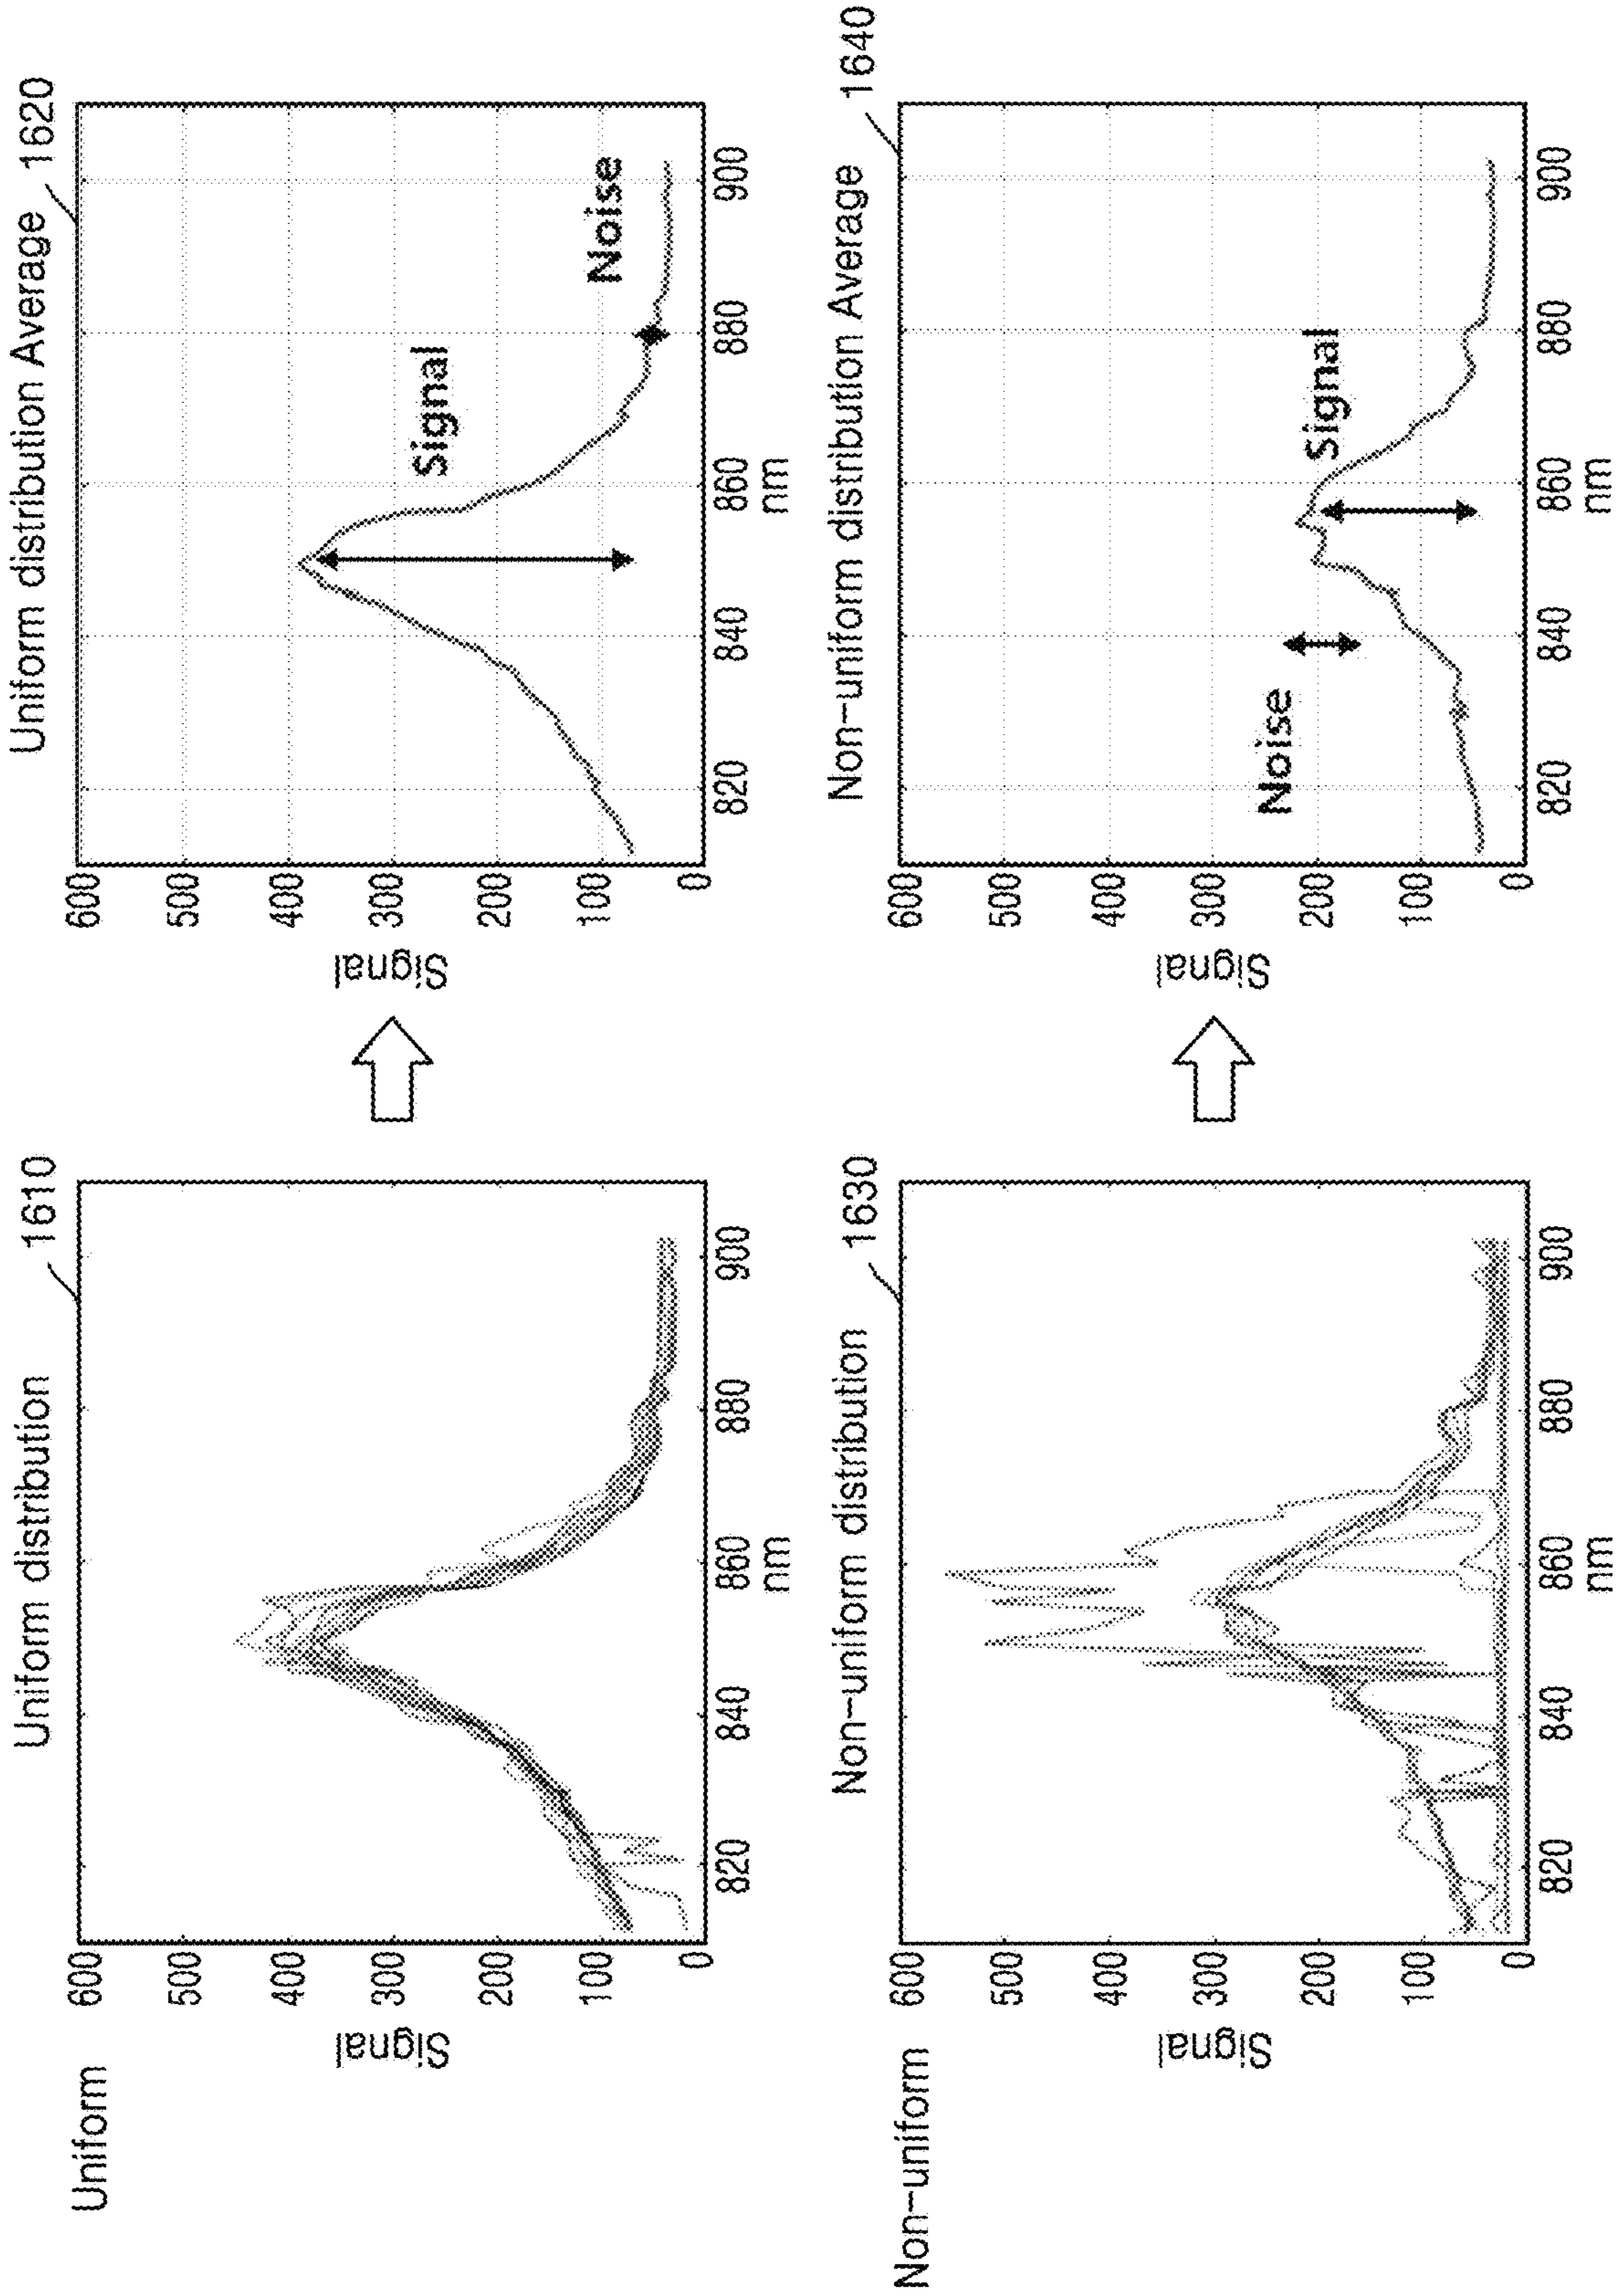 Uniform
Uniform distribution 1610
Signal
600
500
400
300
200
100
0
820 840 860 880 900
nm
Uniform distribution Average 1620
Signal
600
500
400
300
200
100
0
820 840 860 880 900
nm
Signal
Noise
Non-uniform
Non-uniform distribution 1630
Signal
600
500
400
300
200
100
0
820 840 860 880 900
nm
Non-uniform distribution Average 1640
Signal
600
500
400
300
200
100
0
820 840 860 880 900
nm
Noise
Signal